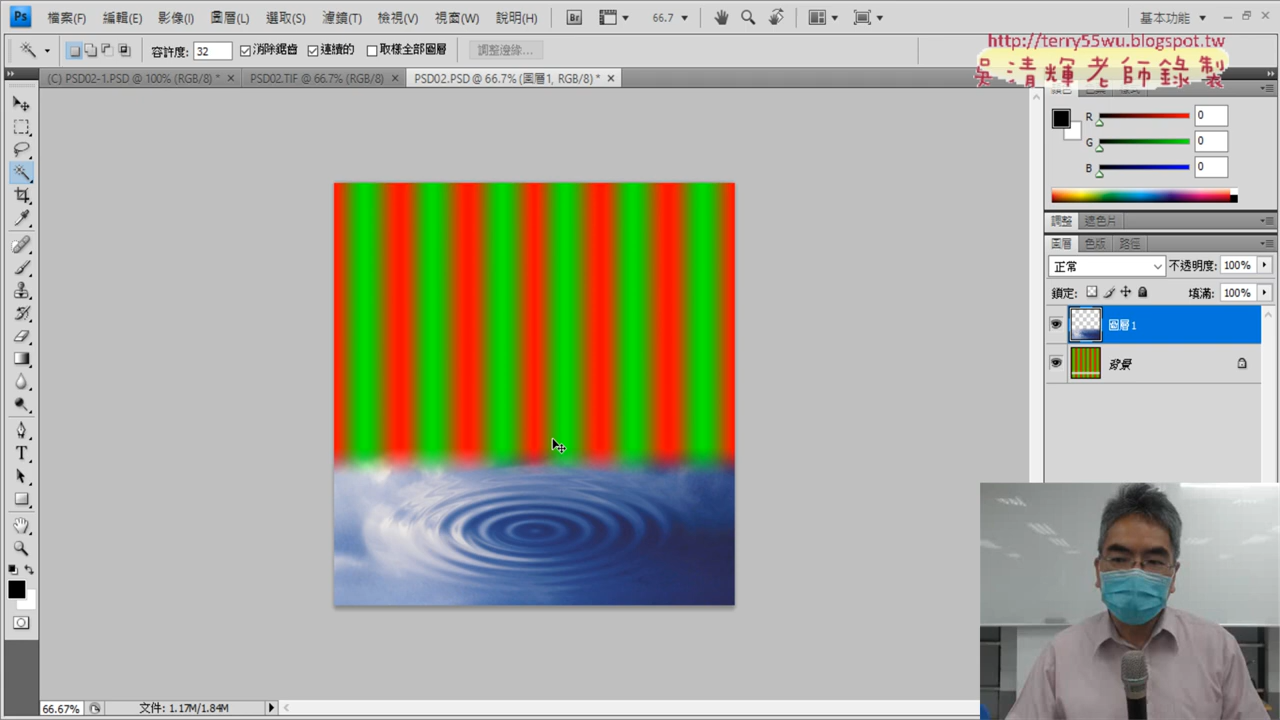 Ps 檔案(F) 編輯(E) 影像(I) 圖層(L) 選取(S) 濾鏡(T) 檢視(V) 視窗(W) 說明(H) Br 66.7 基本功能
http://terry55wu.blogspot.tw
容許度: 32 消除鋸齒 連續的 取樣全部圖層 調整邊緣...
吳清輝老師錄製
(C) PSD02-1.PSD @ 100% (RGB/8) * PSD02.TIF @ 66.7% (RGB/8) PSD02.PSD @ 66.7% (圖層1, RGB/8) *
R 0
G 0
B 0
調整 遮色片
圖層 色版 路徑
正常 不透明度: 100%
鎖定: 填滿: 100%
圖層1
背景
T
66.67% 文件: 1.17M/1.84M